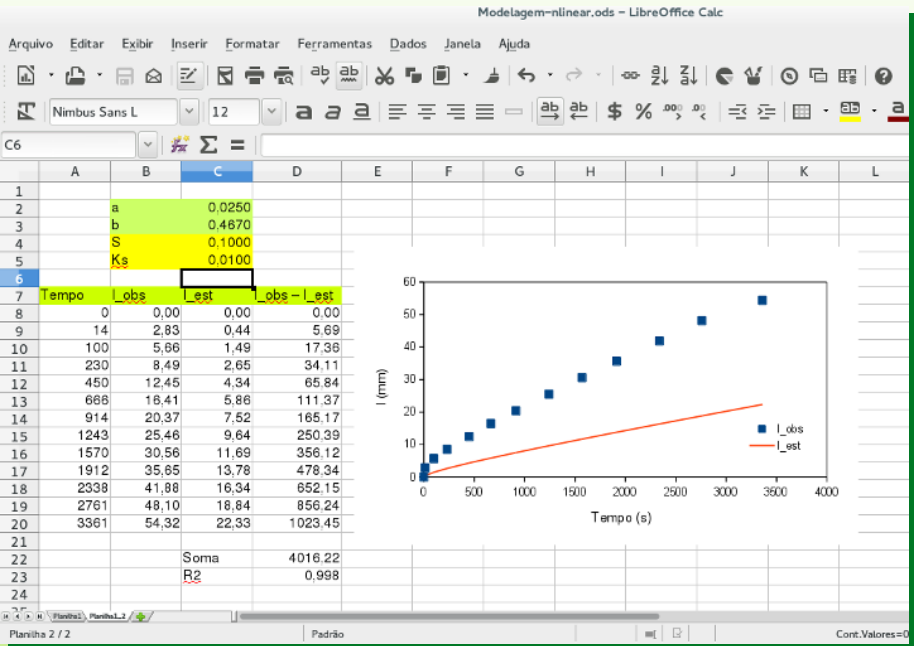 Modelagem-nlinear.ods - LibreOffice Calc
Arquivo Editar Exibir Inserir Formatar Ferramentas Dados Janela Ajuda
Nimbus Sans L 12
C6
A B C D E F G H I J K L
1
2 a 0,0250
3 b 0,4670
4 S 0,1000
5 Ks 0,0100
6
7 Tempo I_obs I_est I_obs – I_est
8 0 0,00 0,00 0,00
9 14 2,83 0,44 5,69
10 100 5,66 1,49 17,36
11 230 8,49 2,65 34,11
12 450 12,45 4,34 65,84
13 666 16,41 5,86 111,37
14 914 20,37 7,52 165,17
15 1243 25,46 9,64 250,39
16 1570 30,56 11,69 356,12
17 1912 35,65 13,78 478,34
18 2338 41,88 16,34 652,15
19 2761 48,10 18,84 856,24
20 3361 54,32 22,33 1023,45
21
22 Soma 4016,22
23 R2 0,998
24
60
50
40
30
20
10
0
I (mm)
I_obs
I_est
0 500 1000 1500 2000 2500 3000 3500 4000
Tempo (s)
Planilha1 Planilha1_2
Planilha 2 / 2 Padrão Cont.Valores=0